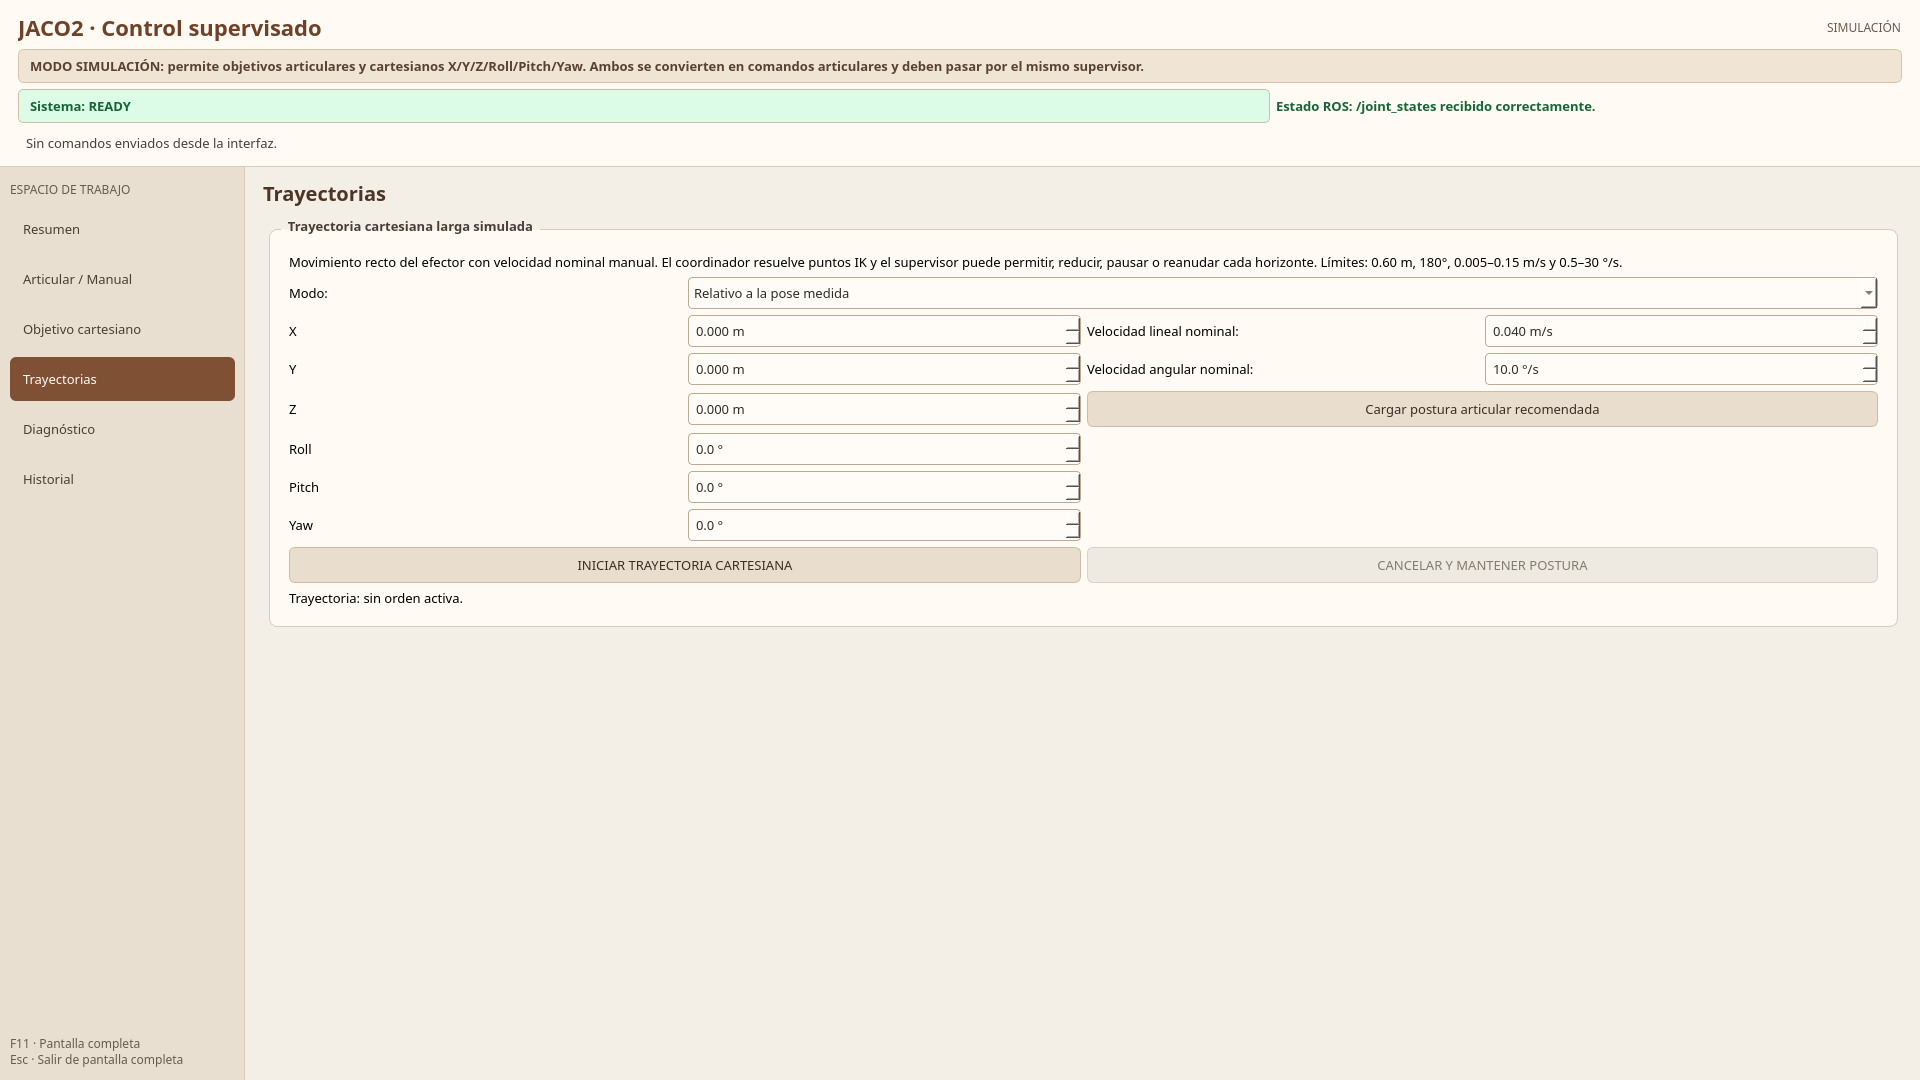 JACO2 · Control supervisado
SIMULACIÓN
MODO SIMULACIÓN: permite objetivos articulares y cartesianos X/Y/Z/Roll/Pitch/Yaw. Ambos se convierten en comandos articulares y deben pasar por el mismo supervisor.
Sistema: READY
Estado ROS: /joint_states recibido correctamente.
Sin comandos enviados desde la interfaz.
ESPACIO DE TRABAJO
Resumen
Articular / Manual
Objetivo cartesiano
Trayectorias
Diagnóstico
Historial
F11 · Pantalla completa
Esc · Salir de pantalla completa
Trayectorias
Trayectoria cartesiana larga simulada
Movimiento recto del efector con velocidad nominal manual. El coordinador resuelve puntos IK y el supervisor puede permitir, reducir, pausar o reanudar cada horizonte. Límites: 0.60 m, 180°, 0.005–0.15 m/s y 0.5–30 °/s.
Modo: Relativo a la pose medida
X 0.000 m Velocidad lineal nominal: 0.040 m/s
Y 0.000 m Velocidad angular nominal: 10.0 °/s
Z 0.000 m Cargar postura articular recomendada
Roll 0.0 °
Pitch 0.0 °
Yaw 0.0 °
INICIAR TRAYECTORIA CARTESIANA CANCELAR Y MANTENER POSTURA
Trayectoria: sin orden activa.